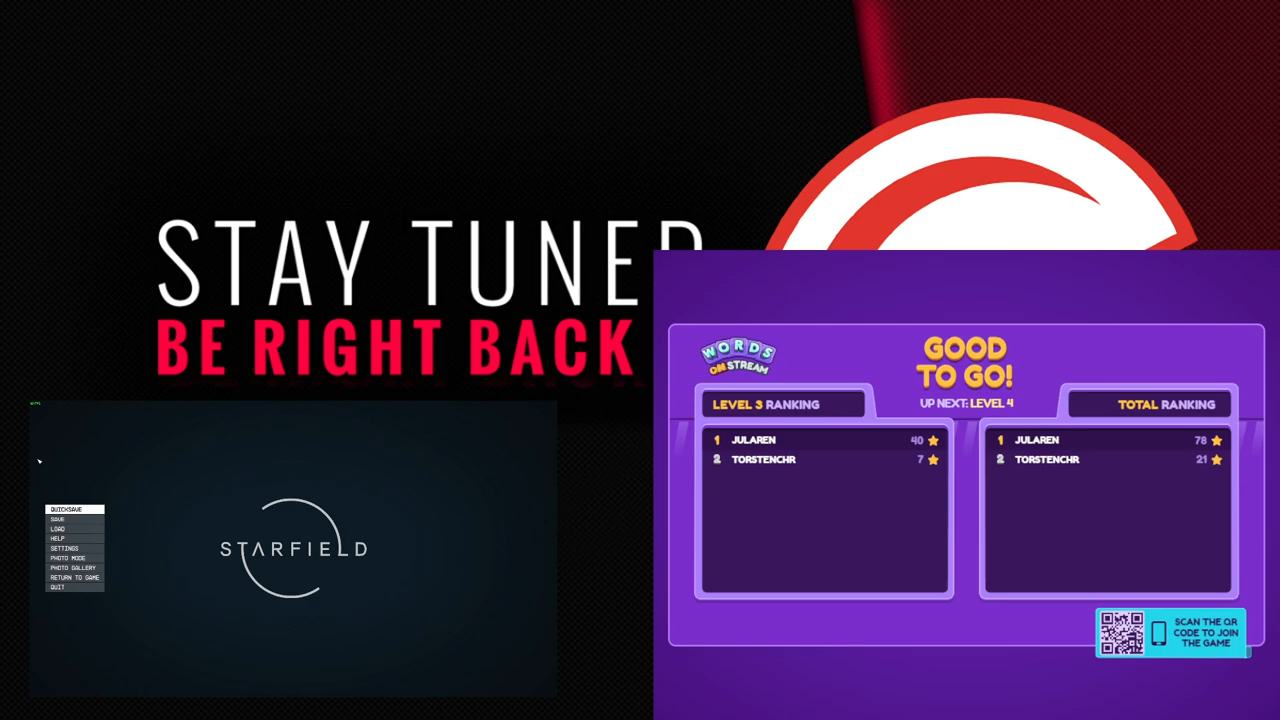 STAY TUNED
BE RIGHT BACK
STARFIELD
QUICKSAVE
SAVE
LOAD
HELP
SETTINGS
PHOTO MODE
PHOTO GALLERY
RETURN TO GAME
QUIT
WORDS
ON STREAM
GOOD
TO GO!
UP NEXT: LEVEL 4
LEVEL 3 RANKING
1 JULAREN 40
2 TORSTENCHR 7
TOTAL RANKING
1 JULAREN 78
2 TORSTENCHR 21
SCAN THE QR
CODE TO JOIN
THE GAME